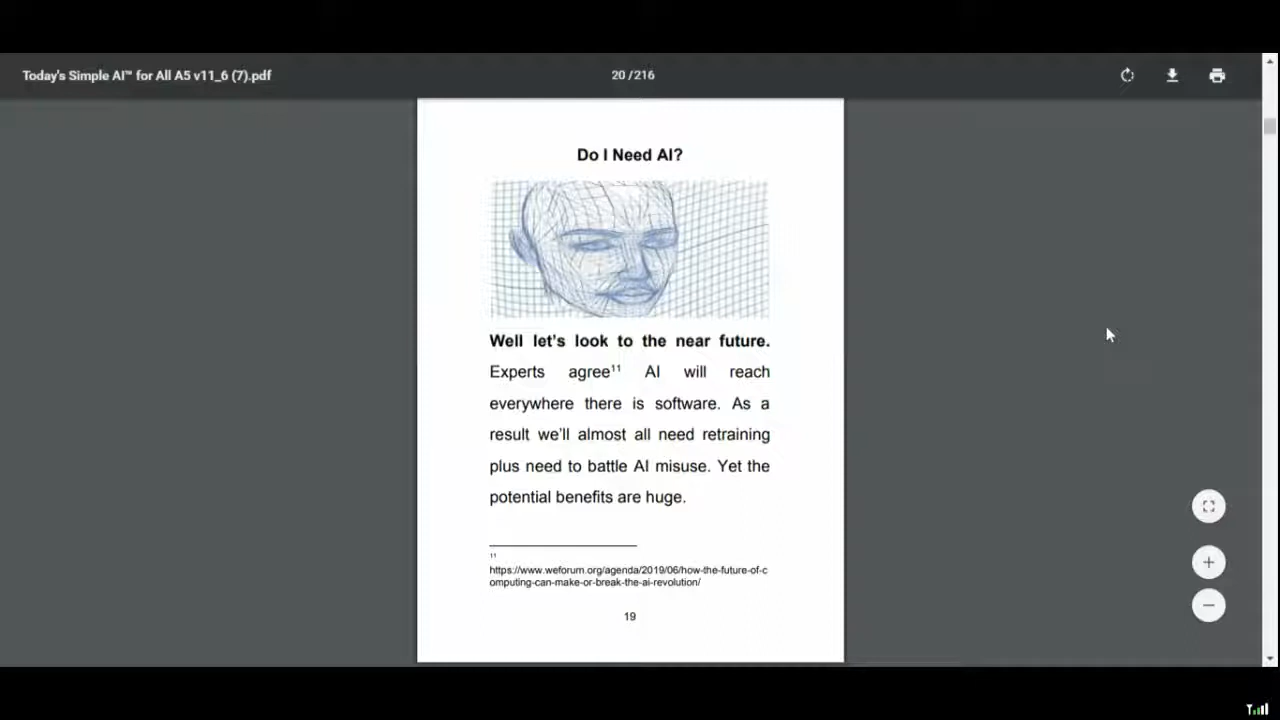 Today's Simple AI™ for All A5 v11_6 (7).pdf
20 / 216
Do I Need AI?
Well let's look to the near future.
Experts agree¹¹ AI will reach
everywhere there is software. As a
result we'll almost all need retraining
plus need to battle AI misuse. Yet the
potential benefits are huge.
11
https://www.weforum.org/agenda/2019/06/how-the-future-of-c
omputing-can-make-or-break-the-ai-revolution/
19